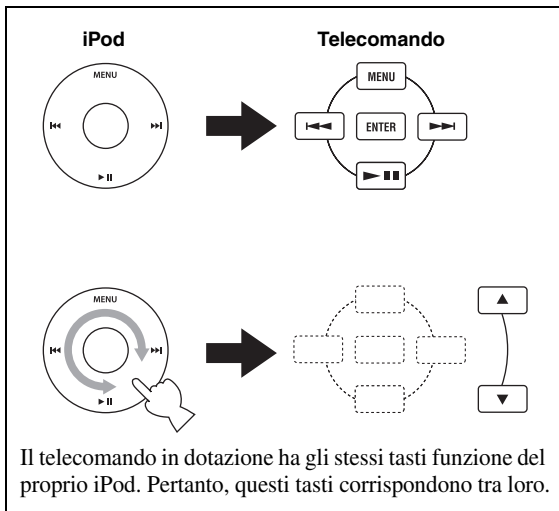 iPod Telecomando
MENU MENU
ENTER
MENU
Il telecomando in dotazione ha gli stessi tasti funzione del
proprio iPod. Pertanto, questi tasti corrispondono tra loro.